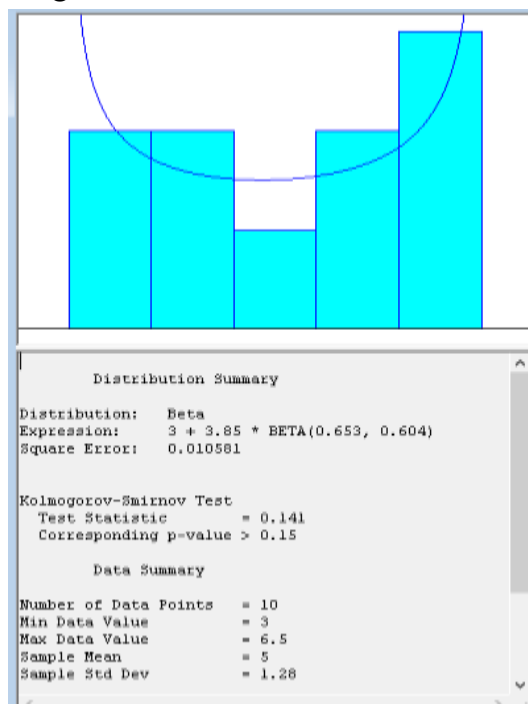 Distribution Summary
Distribution: Beta
Expression: 3 + 3.85 * BETA(0.653, 0.604)
Square Error: 0.010581
Kolmogorov-Smirnov Test
Test Statistic = 0.141
Corresponding p-value > 0.15
Data Summary
Number of Data Points = 10
Min Data Value = 3
Max Data Value = 6.5
Sample Mean = 5
Sample Std Dev = 1.28